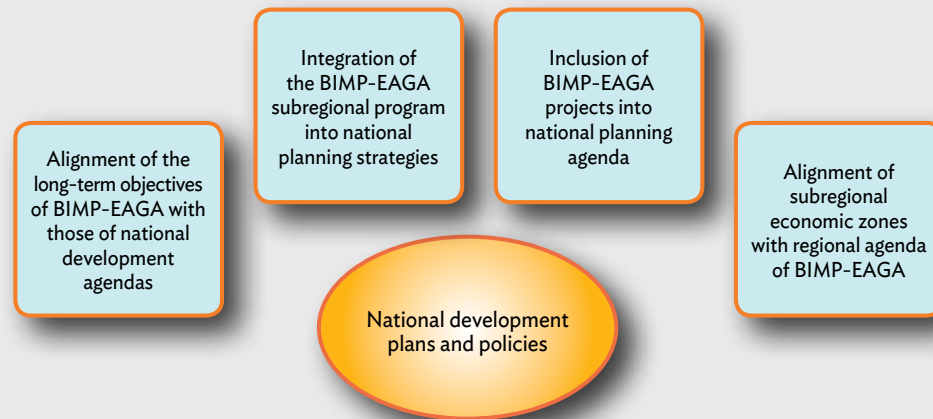 Alignment of the
long-term objectives
of BIMP-EAGA with
those of national
development
agendas
Integration of
the BIMP-EAGA
subregional program
into national
planning strategies
Inclusion of
BIMP-EAGA
projects into
national planning
agenda
Alignment of
subregional
economic zones
with regional agenda
of BIMP-EAGA
National development
plans and policies